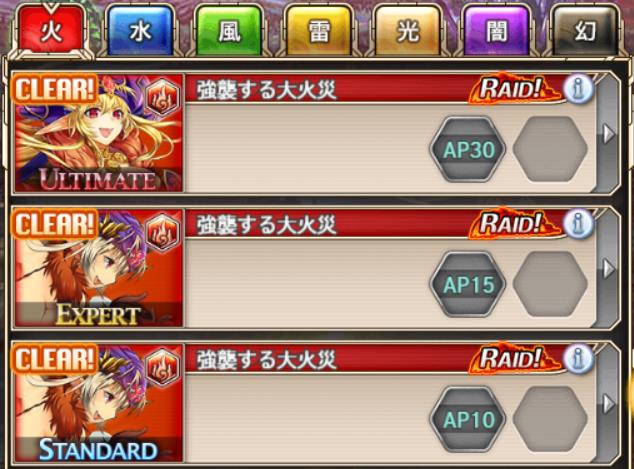 火 水 風 雷 光 闇 幻
CLEAR! 強襲する大火災 RAID! i
AP30
ULTIMATE
CLEAR! 強襲する大火災 RAID! i
AP15
EXPERT
CLEAR! 強襲する大火災 RAID! i
AP10
STANDARD